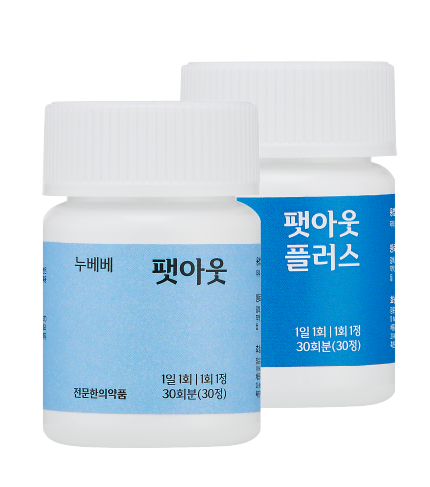 누베베 팻아웃
1일 1회 | 1회 1정
전문한의약품 30회분(30정)
팻아웃
플러스
1일 1회 | 1회 1정
30회분(30정)